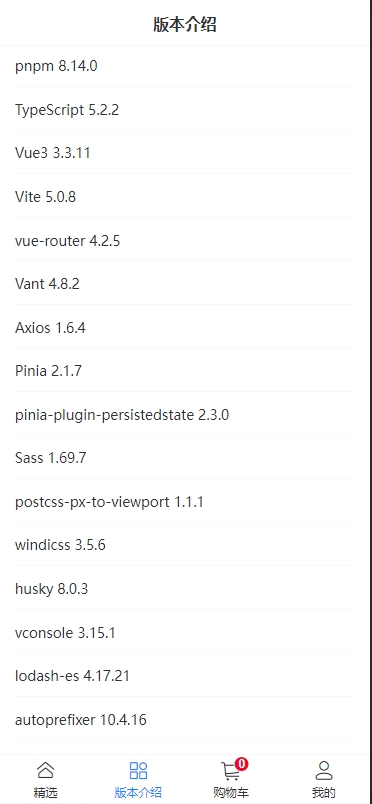 版本介绍
pnpm 8.14.0
TypeScript 5.2.2
Vue3 3.3.11
Vite 5.0.8
vue-router 4.2.5
Vant 4.8.2
Axios 1.6.4
Pinia 2.1.7
pinia-plugin-persistedstate 2.3.0
Sass 1.69.7
postcss-px-to-viewport 1.1.1
windicss 3.5.6
husky 8.0.3
vconsole 3.15.1
lodash-es 4.17.21
autoprefixer 10.4.16
0
精选 版本介绍 购物车 我的